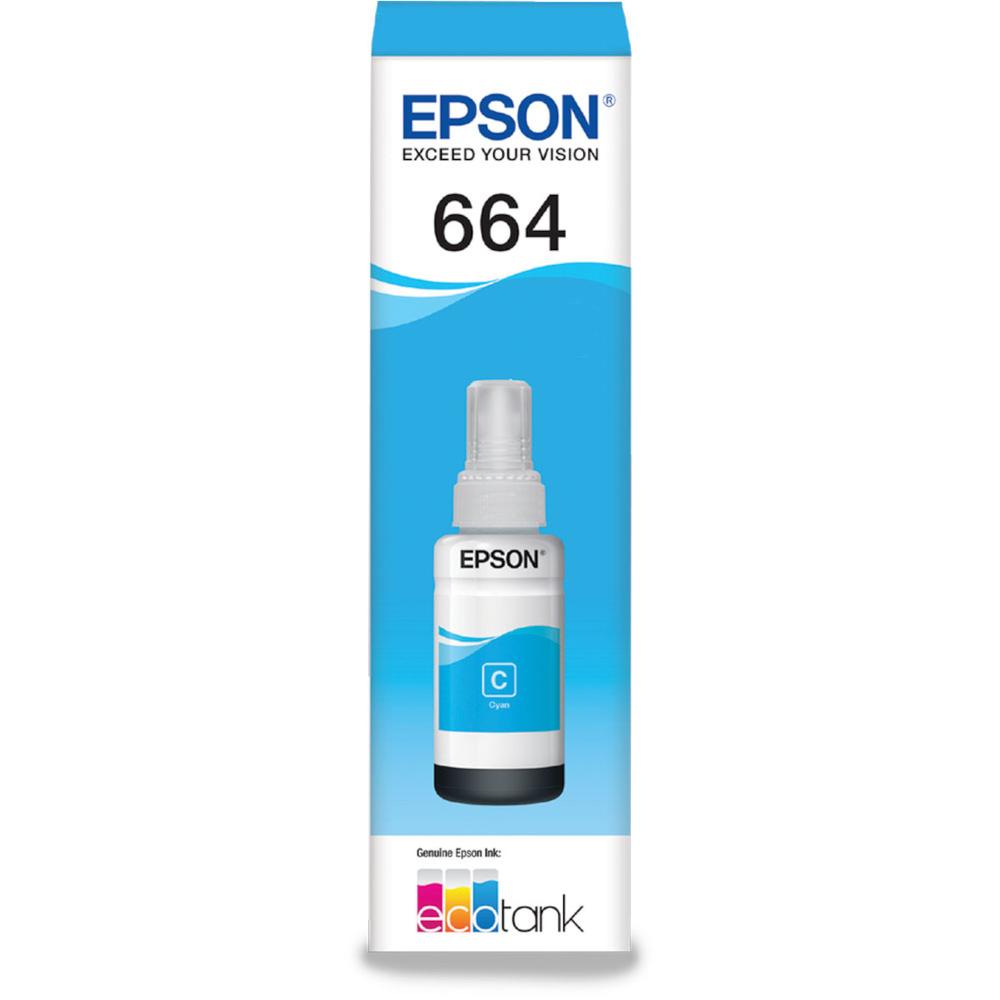 EPSON®
EXCEED YOUR VISION
664
EPSON®
C
Cyan
Genuine Epson Ink:
ecotank